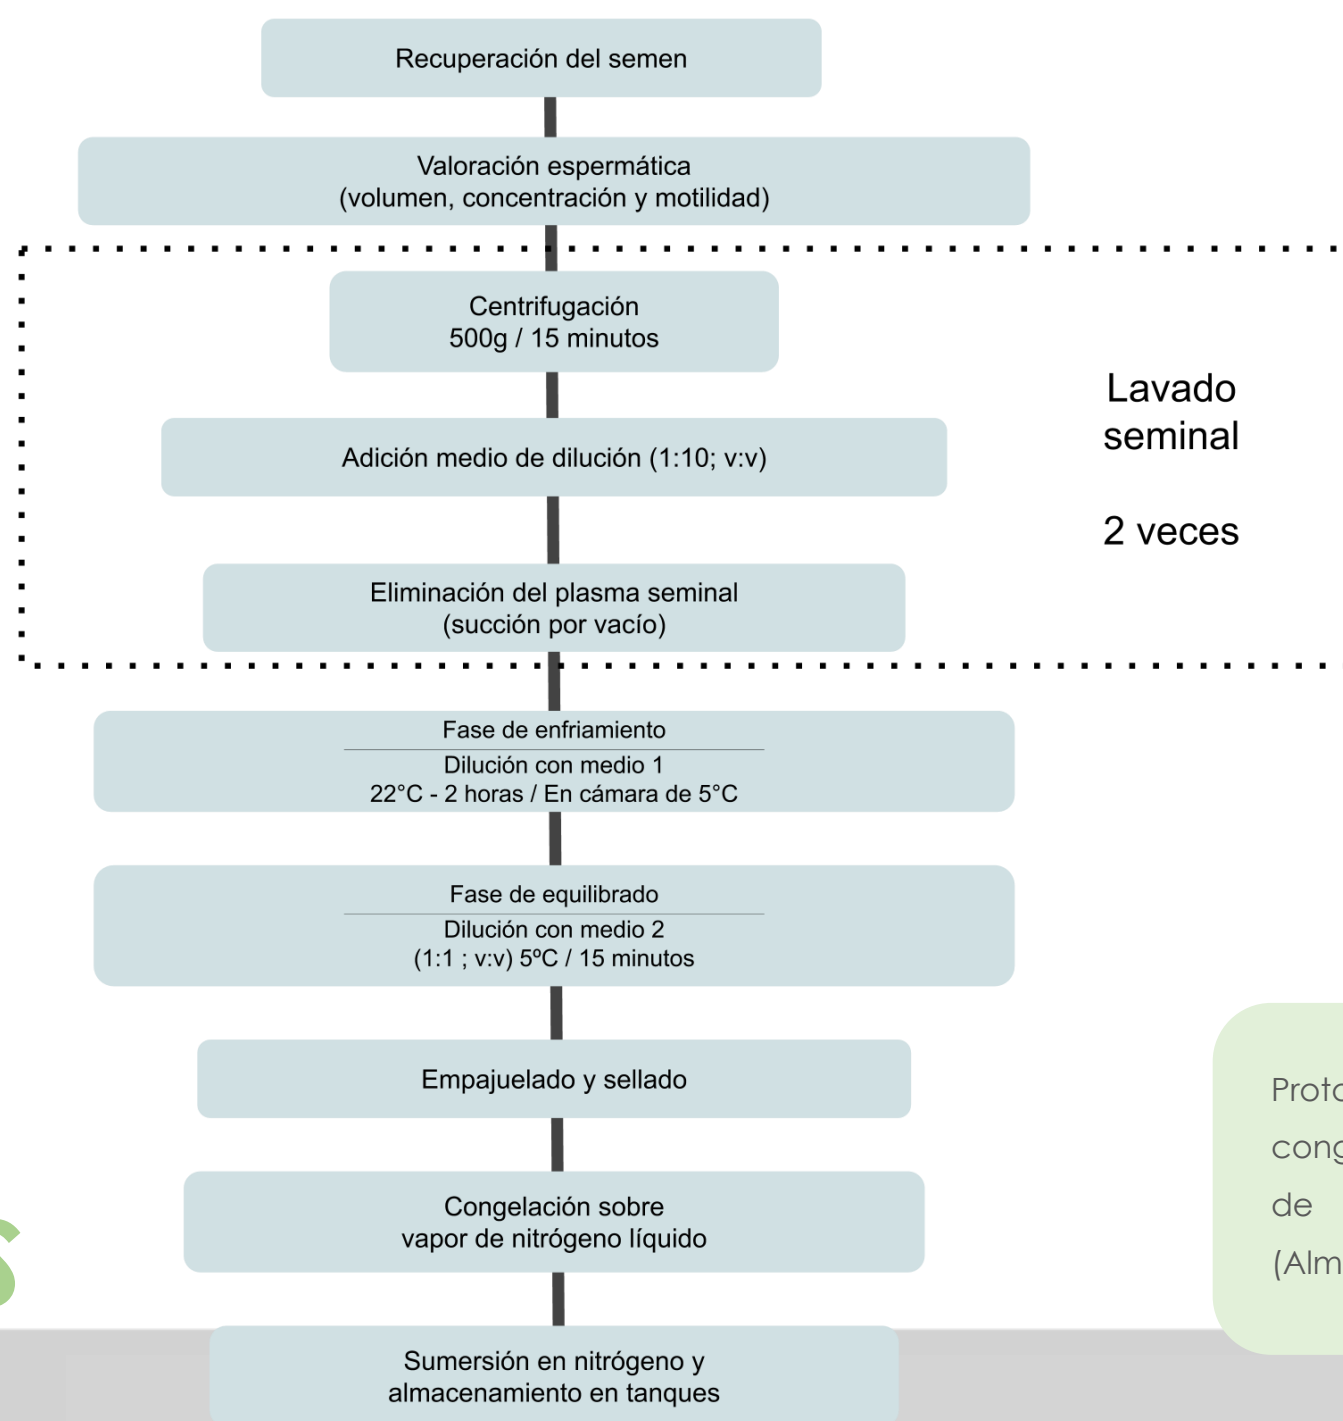 Recuperación del semen
Valoración espermática
(volumen, concentración y motilidad)
Centrifugación
500g / 15 minutos
Adición medio de dilución (1:10; v:v)
Eliminación del plasma seminal
(succión por vacío)
Lavado
seminal
2 veces
Fase de enfriamiento
Dilución con medio 1
22°C - 2 horas / En cámara de 5°C
Fase de equilibrado
Dilución con medio 2
(1:1 ; v:v) 5ºC / 15 minutos
Empajuelado y sellado
Congelación sobre
vapor de nitrógeno líquido
Sumersión en nitrógeno y
almacenamiento en tanques
de